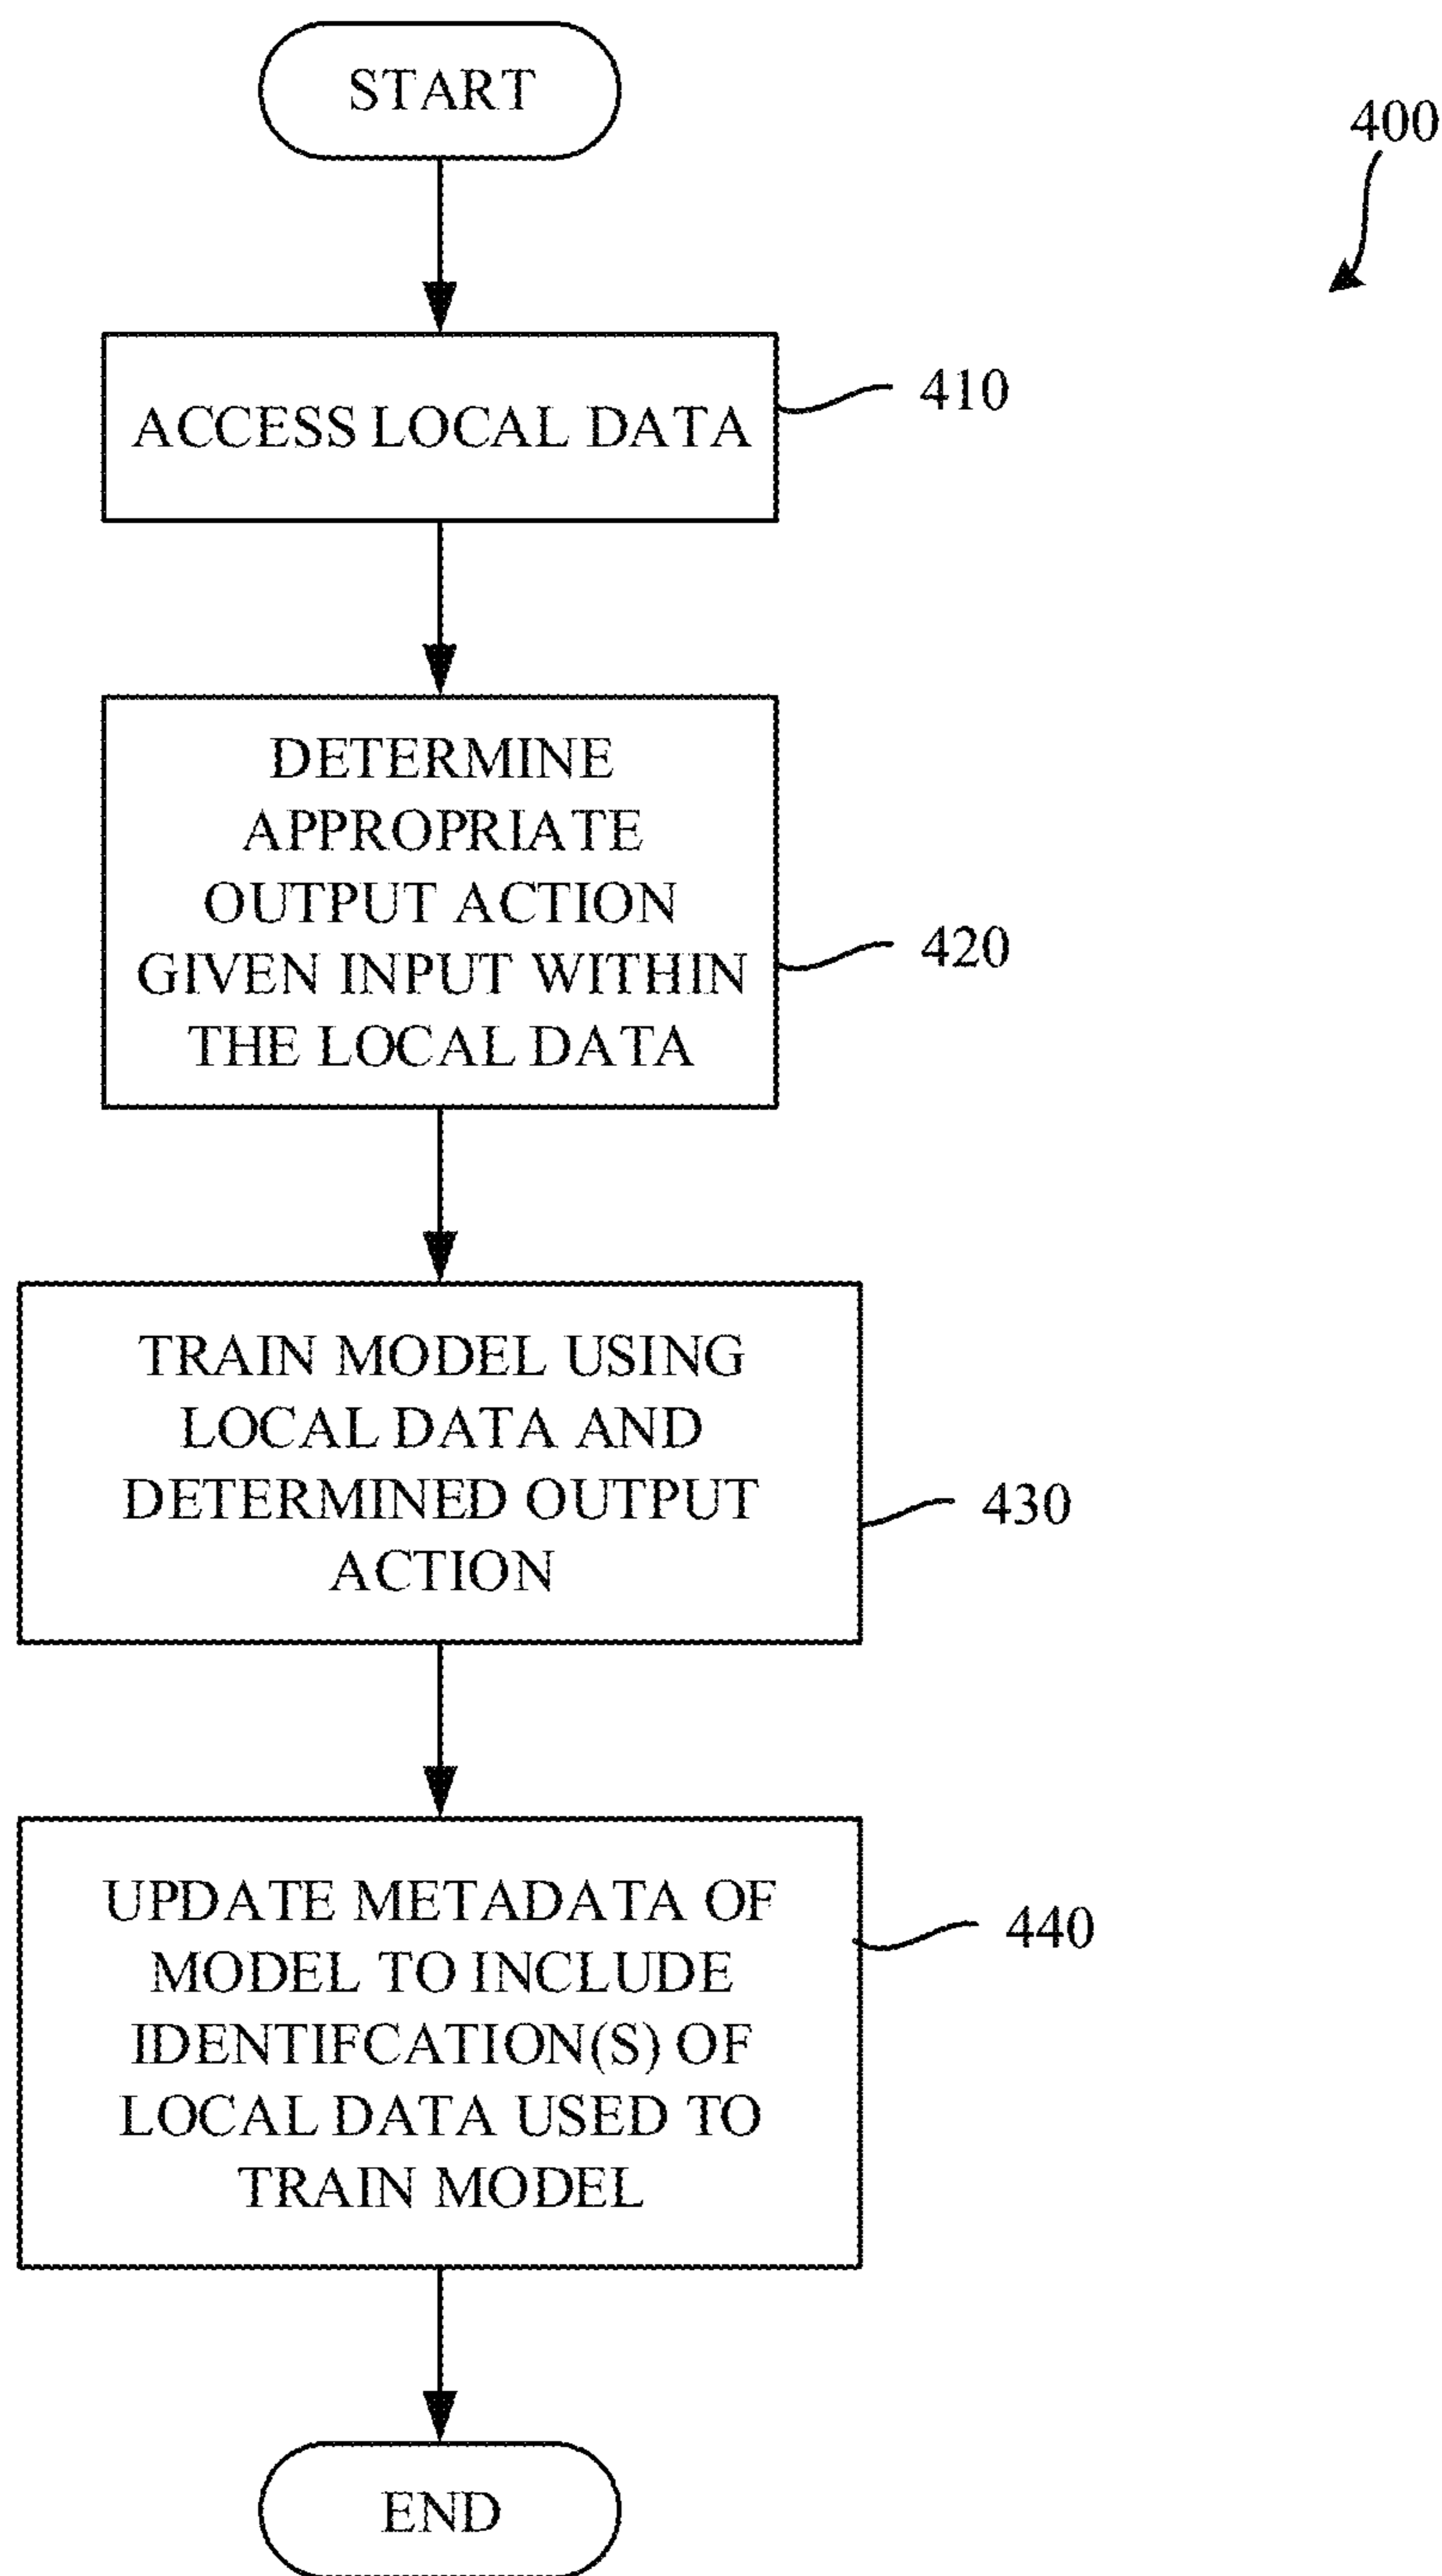 START
400
ACCESS LOCAL DATA
410
DETERMINE
APPROPRIATE
OUTPUT ACTION
GIVEN INPUT WITHIN
THE LOCAL DATA
420
TRAIN MODEL USING
LOCAL DATA AND
DETERMINED OUTPUT
ACTION
430
UPDATE METADATA OF
MODEL TO INCLUDE
IDENTIFCATION(S) OF
LOCAL DATA USED TO
TRAIN MODEL
440
END